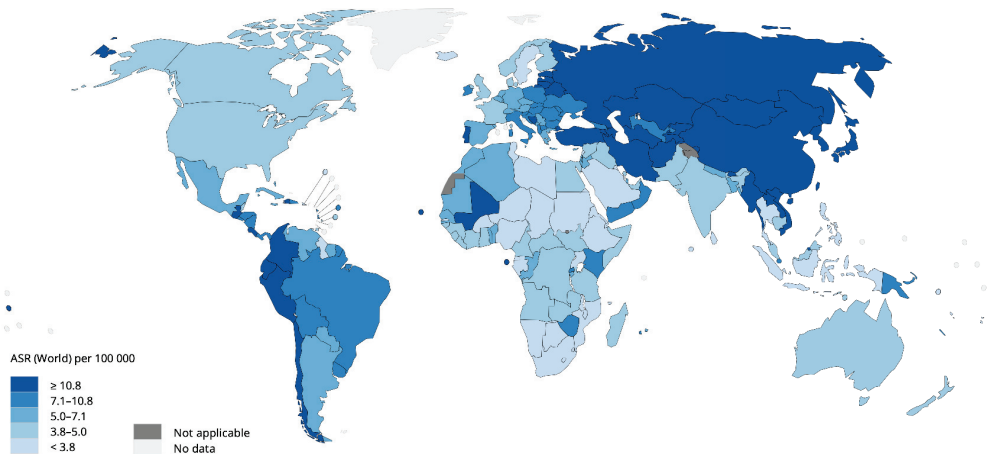 ASR (World) per 100 000
≥ 10.8
7.1–10.8
5.0–7.1
3.8–5.0
< 3.8
Not applicable
No data